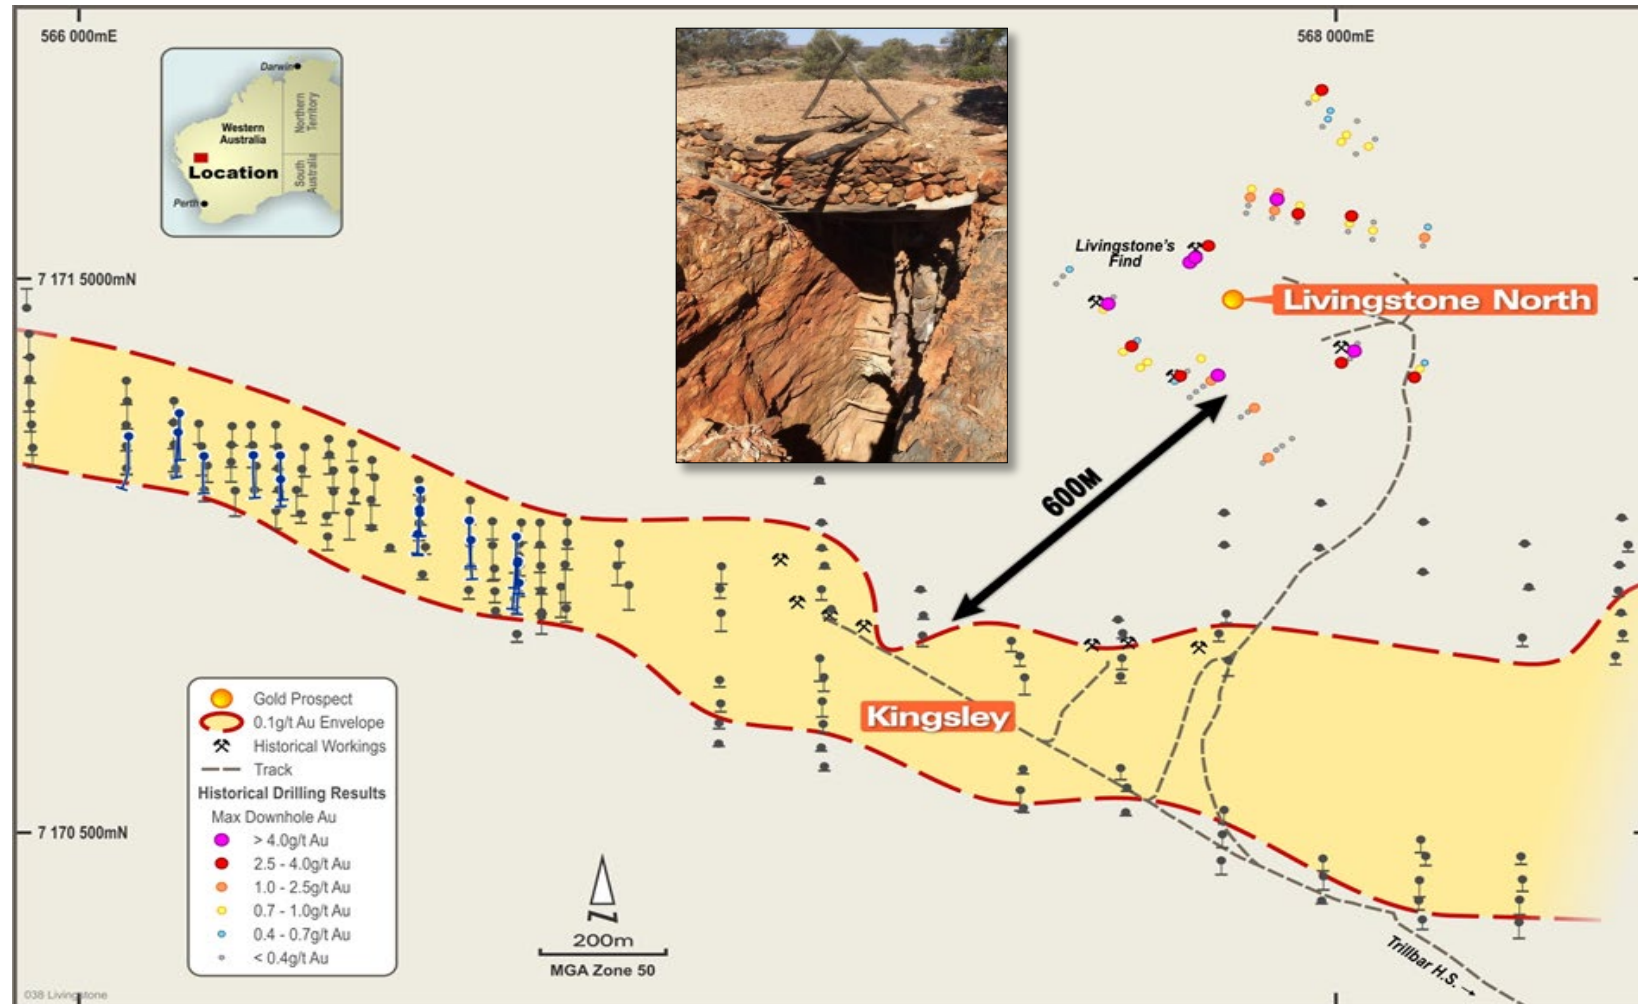 566 000mE
568 000mE
Darwin
Western
Australia
Northern
Territory
South
Australia
Location
Perth
Livingstone's
Find
7 171 5000mN
Livingstone North
600M
Kingsley
Gold Prospect
0.1g/t Au Envelope
Historical Workings
Track
Historical Drilling Results
Max Downhole Au
> 4.0g/t Au
2.5 - 4.0g/t Au
1.0 - 2.5g/t Au
0.7 - 1.0g/t Au
0.4 - 0.7g/t Au
< 0.4g/t Au
7 170 500mN
N
200m
MGA Zone 50
Trillbar H.S.
038 Livingstone